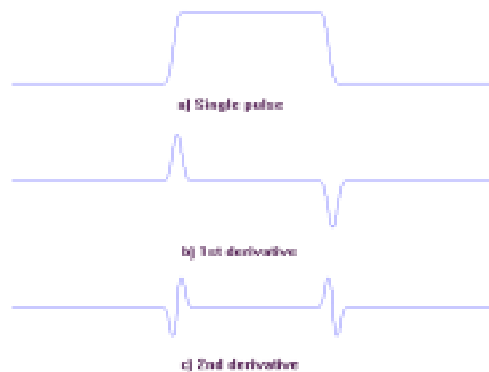 a) Single pulse
b) 1st derivative
c) 2nd derivative